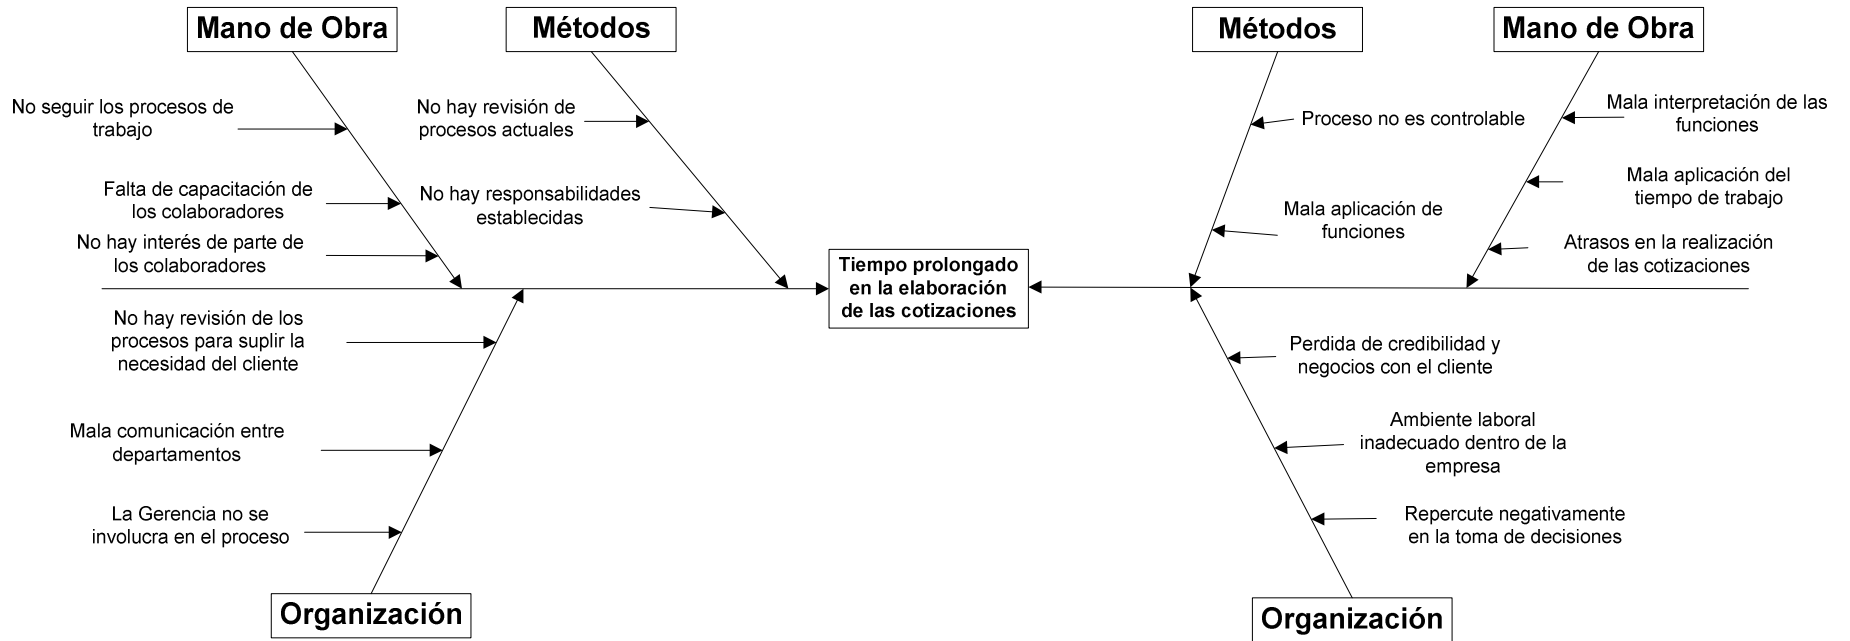 Mano de Obra
Métodos
Métodos
Mano de Obra
No seguir los procesos de
trabajo
Falta de capacitación de
los colaboradores
No hay interés de parte de
los colaboradores
No hay revisión de
procesos actuales
No hay responsabilidades
establecidas
Proceso no es controlable
Mala aplicación de
funciones
Mala interpretación de las
funciones
Mala aplicación del
tiempo de trabajo
Atrasos en la realización
de las cotizaciones
Tiempo prolongado
en la elaboración
de las cotizaciones
No hay revisión de los
procesos para suplir la
necesidad del cliente
Mala comunicación entre
departamentos
La Gerencia no se
involucra en el proceso
Perdida de credibilidad y
negocios con el cliente
Ambiente laboral
inadecuado dentro de la
empresa
Repercute negativamente
en la toma de decisiones
Organización
Organización